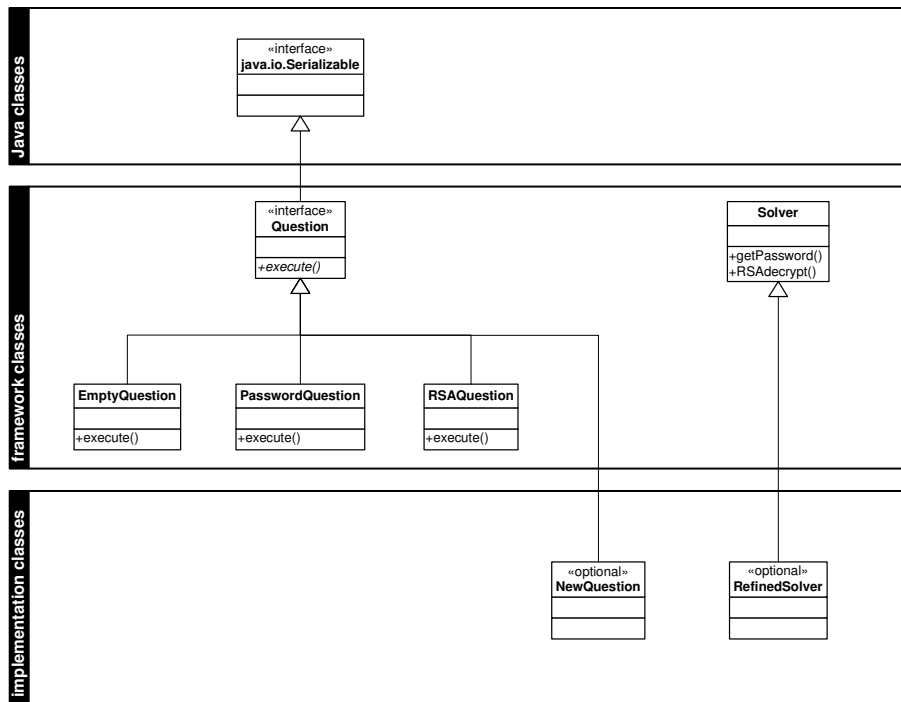 Java classes
«interface»
java.io.Serializable
framework classes
«interface»
Question
+execute()
Solver
+getPassword()
+RSAdecrypt()
EmptyQuestion
+execute()
PasswordQuestion
+execute()
RSAQuestion
+execute()
implementation classes
«optional»
NewQuestion
«optional»
RefinedSolver